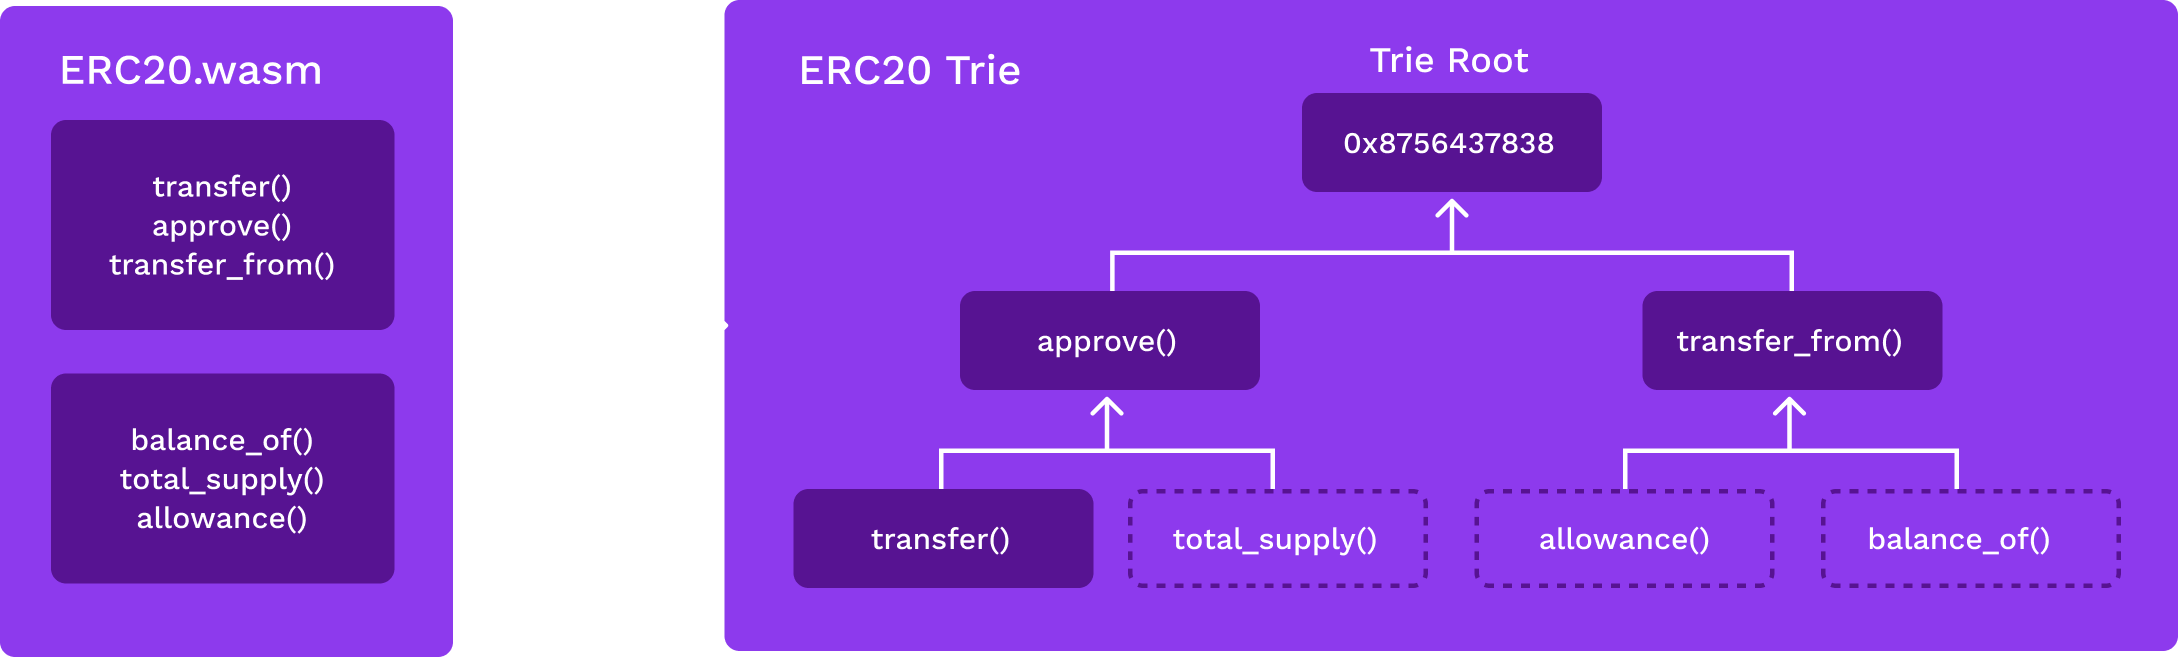 ERC20.wasm
transfer()
approve()
transfer_from()
balance_of()
total_supply()
allowance()
ERC20 Trie
Trie Root
0x8756437838
approve()
transfer_from()
transfer()
total_supply()
allowance()
balance_of()